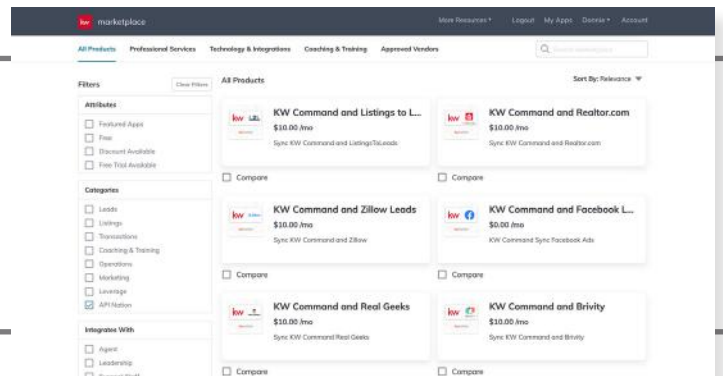 kw marketplace
More Resources Logout My Apps Donnie Account
All Products Professional Services Technology & Integrations Coaching & Training Approved Vendors
Filters
Clear Filters
All Products
Sort By: Relevance
Attributes
Featured Apps
Free
Discount Available
Free Trial Available
Categories
Leads
Listings
Transactions
Coaching & Training
Operations
Marketing
Leverage
API Nation
Integrates With
Agent
Leadership
kw
KW Command and Listings to L...
$10.00 /mo
Sync KW Command and ListingsToLeads
Compare
kw
KW Command and Realtor.com
$10.00 /mo
Sync KW Command and Realtor.com
Compare
kw
KW Command and Zillow Leads
$10.00 /mo
Sync KW Command and Zillow
Compare
kw
KW Command and Facebook L...
$0.00 /mo
KW Command Sync Facebook Ads
Compare
kw
KW Command and Real Geeks
$10.00 /mo
Sync KW Command Real Geeks
Compare
kw
KW Command and Brivity
$10.00 /mo
Sync KW Command and Brivity
Compare